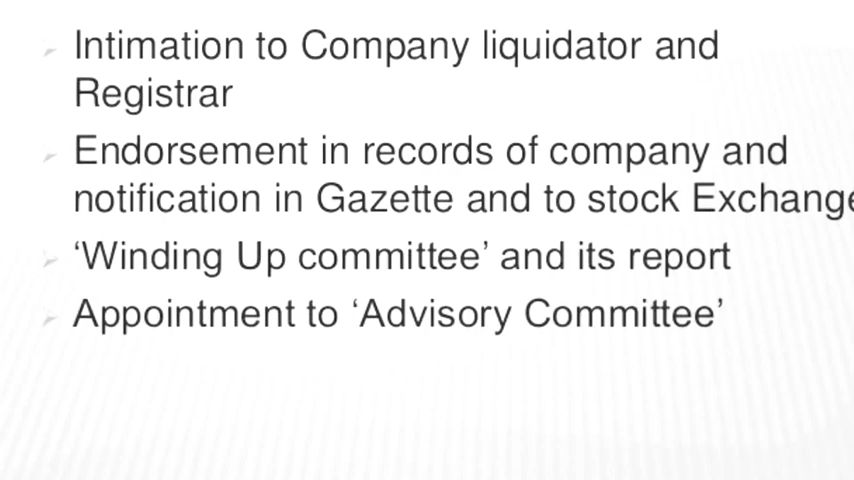 Intimation to Company liquidator and
Registrar
Endorsement in records of company and
notification in Gazette and to stock Exchange
‘Winding Up committee’ and its report
Appointment to ‘Advisory Committee’